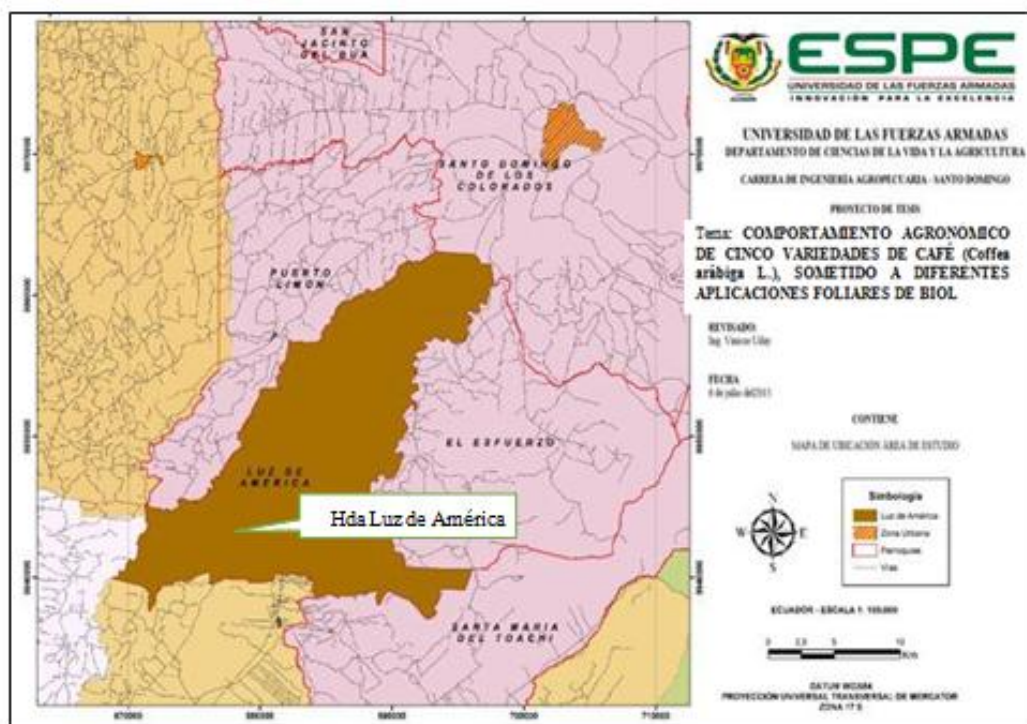 SAN
JACINTO
DEL BUA
SANTO DOMINGO
DE LOS
COLORADOS
PUERTO
LIMON
EL ESFUERZO
LUZ DE
AMERICA
Hda Luz de América
SANTA MARIA
DEL TOACHI
ESPE
UNIVERSIDAD DE LAS FUERZAS ARMADAS
INNOVACIÓN PARA LA EXCELENCIA
UNIVERSIDAD DE LAS FUERZAS ARMADAS
DEPARTAMENTO DE CIENCIAS DE LA VIDA Y LA AGRICULTURA
CARRERA DE INGENIERIA AGROPECUARIA - SANTO DOMINGO
PROYECTO DE TESIS
Tema: COMPORTAMIENTO AGRONÓMICO
DE CINCO VARIEDADES DE CAFÉ (Coffea
arábiga L.), SOMETIDO A DIFERENTES
APLICACIONES FOLIARES DE BIOL
REVISADO:
Ing.
FECHA
CONTIENE
MAPA DE UBICACIÓN ÁREA DE ESTUDIO
N
W E
S
Simbología
Luz de América
Zona Urbana
Parroquias
Vías
ECUADOR - ESCALA 1:
0 2,5 5 10
Km
DATUM WGS84
PROYECCIÓN UNIVERSAL TRANSVERSAL DE MERCATOR
ZONA 17 S